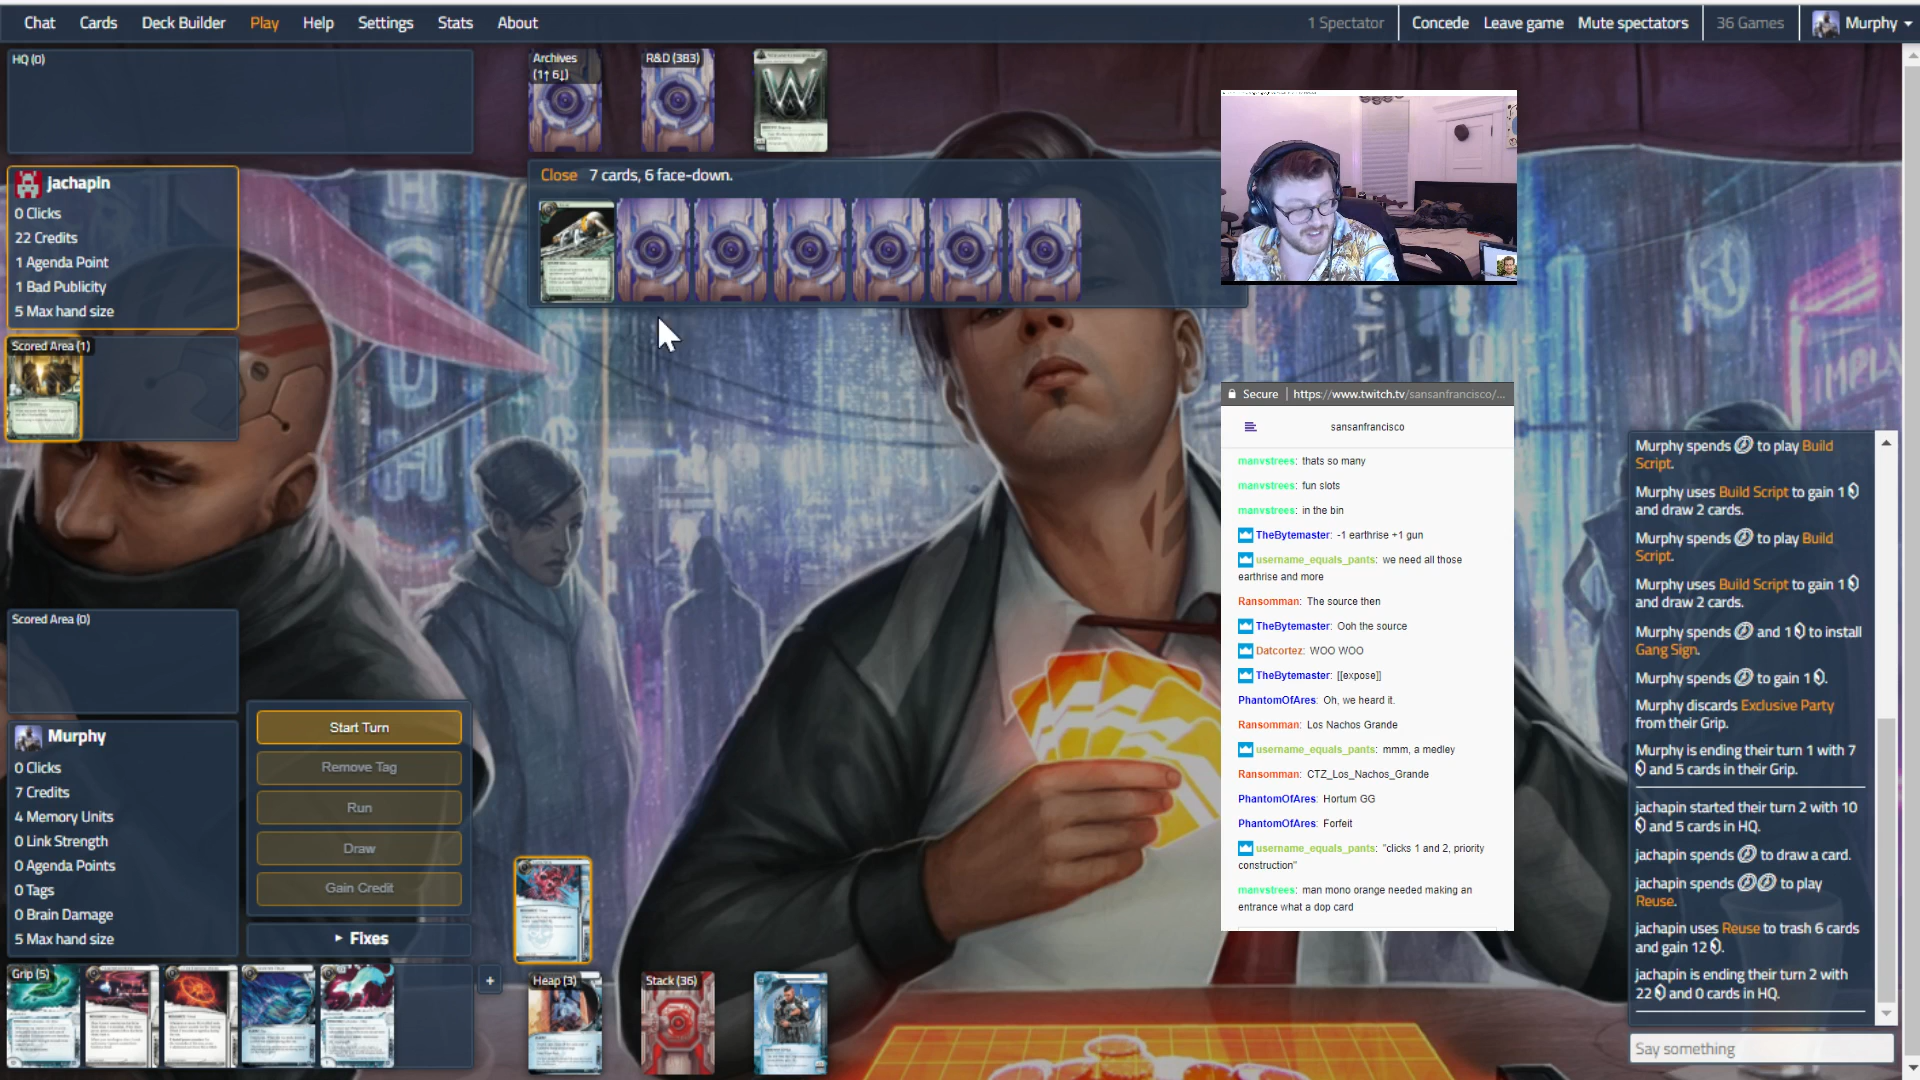 Chat Cards Deck Builder Play Help Settings Stats About
1 Spectator Concede Leave game Mute spectators 36 Games Murphy
HQ (0)
Archives
(1↑ 6↓)
R&D (383)
jachapin
0 Clicks
22 Credits
1 Agenda Point
1 Bad Publicity
5 Max hand size
Close 7 cards, 6 face-down.
Scored Area (1)
Scored Area (0)
Murphy
0 Clicks
7 Credits
4 Memory Units
0 Link Strength
0 Agenda Points
0 Tags
0 Brain Damage
5 Max hand size
Start Turn
Remove Tag
Run
Draw
Gain Credit
▸ Fixes
Grip (5)
+
Heap (3)
Stack (36)
Secure | https://www.twitch.tv/sansanfrancisco/...
sansanfrancisco
manvstrees: thats so many
manvstrees: fun slots
manvstrees: in the bin
TheBytemaster: -1 earthrise +1 gun
username_equals_pants: we need all those
earthrise and more
Ransomman: The source then
TheBytemaster: Ooh the source
Datcortez: WOO WOO
TheBytemaster: [[expose]]
PhantomOfAres: Oh, we heard it.
Ransomman: Los Nachos Grande
username_equals_pants: mmm, a medley
Ransomman: CTZ_Los_Nachos_Grande
PhantomOfAres: Hortum GG
PhantomOfAres: Forfeit
username_equals_pants: "clicks 1 and 2, priority
construction"
manvstrees: man mono orange needed making an
entrance what a dop card
Murphy spends to play Build
Script.
Murphy uses Build Script to gain 1
and draw 2 cards.
Murphy spends to play Build
Script.
Murphy uses Build Script to gain 1
and draw 2 cards.
Murphy spends and 1 to install
Gang Sign.
Murphy spends to gain 1.
Murphy discards Exclusive Party
from their Grip.
Murphy is ending their turn 1 with 7
and 5 cards in their Grip.
jachapin started their turn 2 with 10
and 5 cards in HQ.
jachapin spends to draw a card.
jachapin spends to play
Reuse.
jachapin uses Reuse to trash 6 cards
and gain 12.
jachapin is ending their turn 2 with
22 and 0 cards in HQ.
Say something